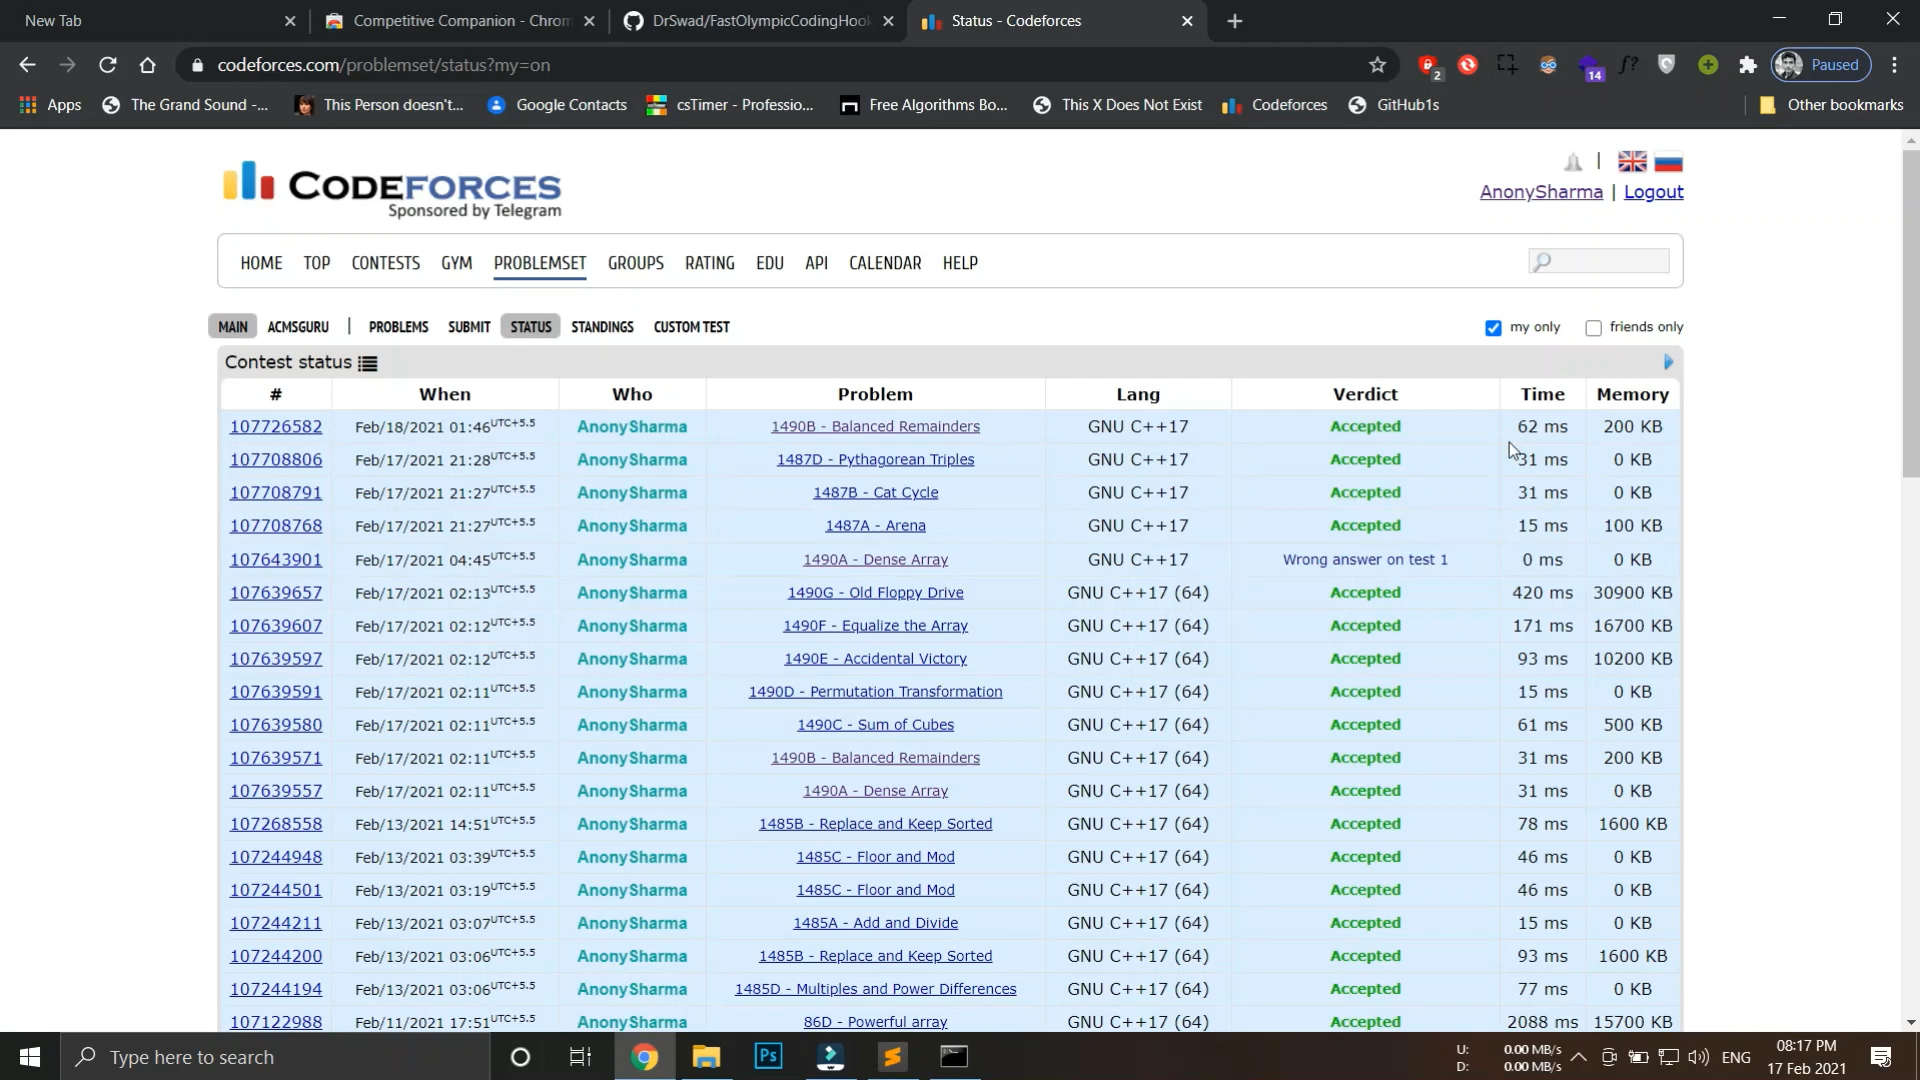 New Tab
Competitive Companion - Chrom
DrSwad/FastOlympicCodingHook
Status - Codeforces
codeforces.com/problemset/status?my=on
2
14
f?
Paused
Apps
The Grand Sound -...
This Person doesn't...
Google Contacts
csTimer - Professio...
Free Algorithms Bo...
This X Does Not Exist
Codeforces
GitHub1s
Other bookmarks
CODEFORCES
Sponsored by Telegram
|
AnonySharma | Logout
HOME TOP CONTESTS GYM PROBLEMSET GROUPS RATING EDU API CALENDAR HELP
MAIN ACMSGURU | PROBLEMS SUBMIT STATUS STANDINGS CUSTOM TEST
my only friends only
Contest status
# When Who Problem Lang Verdict Time Memory
107726582 Feb/18/2021 01:46UTC+5.5 AnonySharma 1490B - Balanced Remainders GNU C++17 Accepted 62 ms 200 KB
107708806 Feb/17/2021 21:28UTC+5.5 AnonySharma 1487D - Pythagorean Triples GNU C++17 Accepted 31 ms 0 KB
107708791 Feb/17/2021 21:27UTC+5.5 AnonySharma 1487B - Cat Cycle GNU C++17 Accepted 31 ms 0 KB
107708768 Feb/17/2021 21:27UTC+5.5 AnonySharma 1487A - Arena GNU C++17 Accepted 15 ms 100 KB
107643901 Feb/17/2021 04:45UTC+5.5 AnonySharma 1490A - Dense Array GNU C++17 Wrong answer on test 1 0 ms 0 KB
107639657 Feb/17/2021 02:13UTC+5.5 AnonySharma 1490G - Old Floppy Drive GNU C++17 (64) Accepted 420 ms 30900 KB
107639607 Feb/17/2021 02:12UTC+5.5 AnonySharma 1490F - Equalize the Array GNU C++17 (64) Accepted 171 ms 16700 KB
107639597 Feb/17/2021 02:12UTC+5.5 AnonySharma 1490E - Accidental Victory GNU C++17 (64) Accepted 93 ms 10200 KB
107639591 Feb/17/2021 02:11UTC+5.5 AnonySharma 1490D - Permutation Transformation GNU C++17 (64) Accepted 15 ms 0 KB
107639580 Feb/17/2021 02:11UTC+5.5 AnonySharma 1490C - Sum of Cubes GNU C++17 (64) Accepted 61 ms 500 KB
107639571 Feb/17/2021 02:11UTC+5.5 AnonySharma 1490B - Balanced Remainders GNU C++17 (64) Accepted 31 ms 200 KB
107639557 Feb/17/2021 02:11UTC+5.5 AnonySharma 1490A - Dense Array GNU C++17 (64) Accepted 31 ms 0 KB
107268558 Feb/13/2021 14:51UTC+5.5 AnonySharma 1485B - Replace and Keep Sorted GNU C++17 (64) Accepted 78 ms 1600 KB
107244948 Feb/13/2021 03:39UTC+5.5 AnonySharma 1485C - Floor and Mod GNU C++17 (64) Accepted 46 ms 0 KB
107244501 Feb/13/2021 03:19UTC+5.5 AnonySharma 1485C - Floor and Mod GNU C++17 (64) Accepted 46 ms 0 KB
107244211 Feb/13/2021 03:07UTC+5.5 AnonySharma 1485A - Add and Divide GNU C++17 (64) Accepted 15 ms 0 KB
107244200 Feb/13/2021 03:06UTC+5.5 AnonySharma 1485B - Replace and Keep Sorted GNU C++17 (64) Accepted 93 ms 1600 KB
107244194 Feb/13/2021 03:06UTC+5.5 AnonySharma 1485D - Multiples and Power Differences GNU C++17 (64) Accepted 77 ms 0 KB
107122988 Feb/11/2021 17:51UTC+5.5 AnonySharma 86D - Powerful array GNU C++17 (64) Accepted 2088 ms 15700 KB
Type here to search
Ps
U: 0.00 MB/s
D: 0.00 MB/s
ENG
08:17 PM
17 Feb 2021